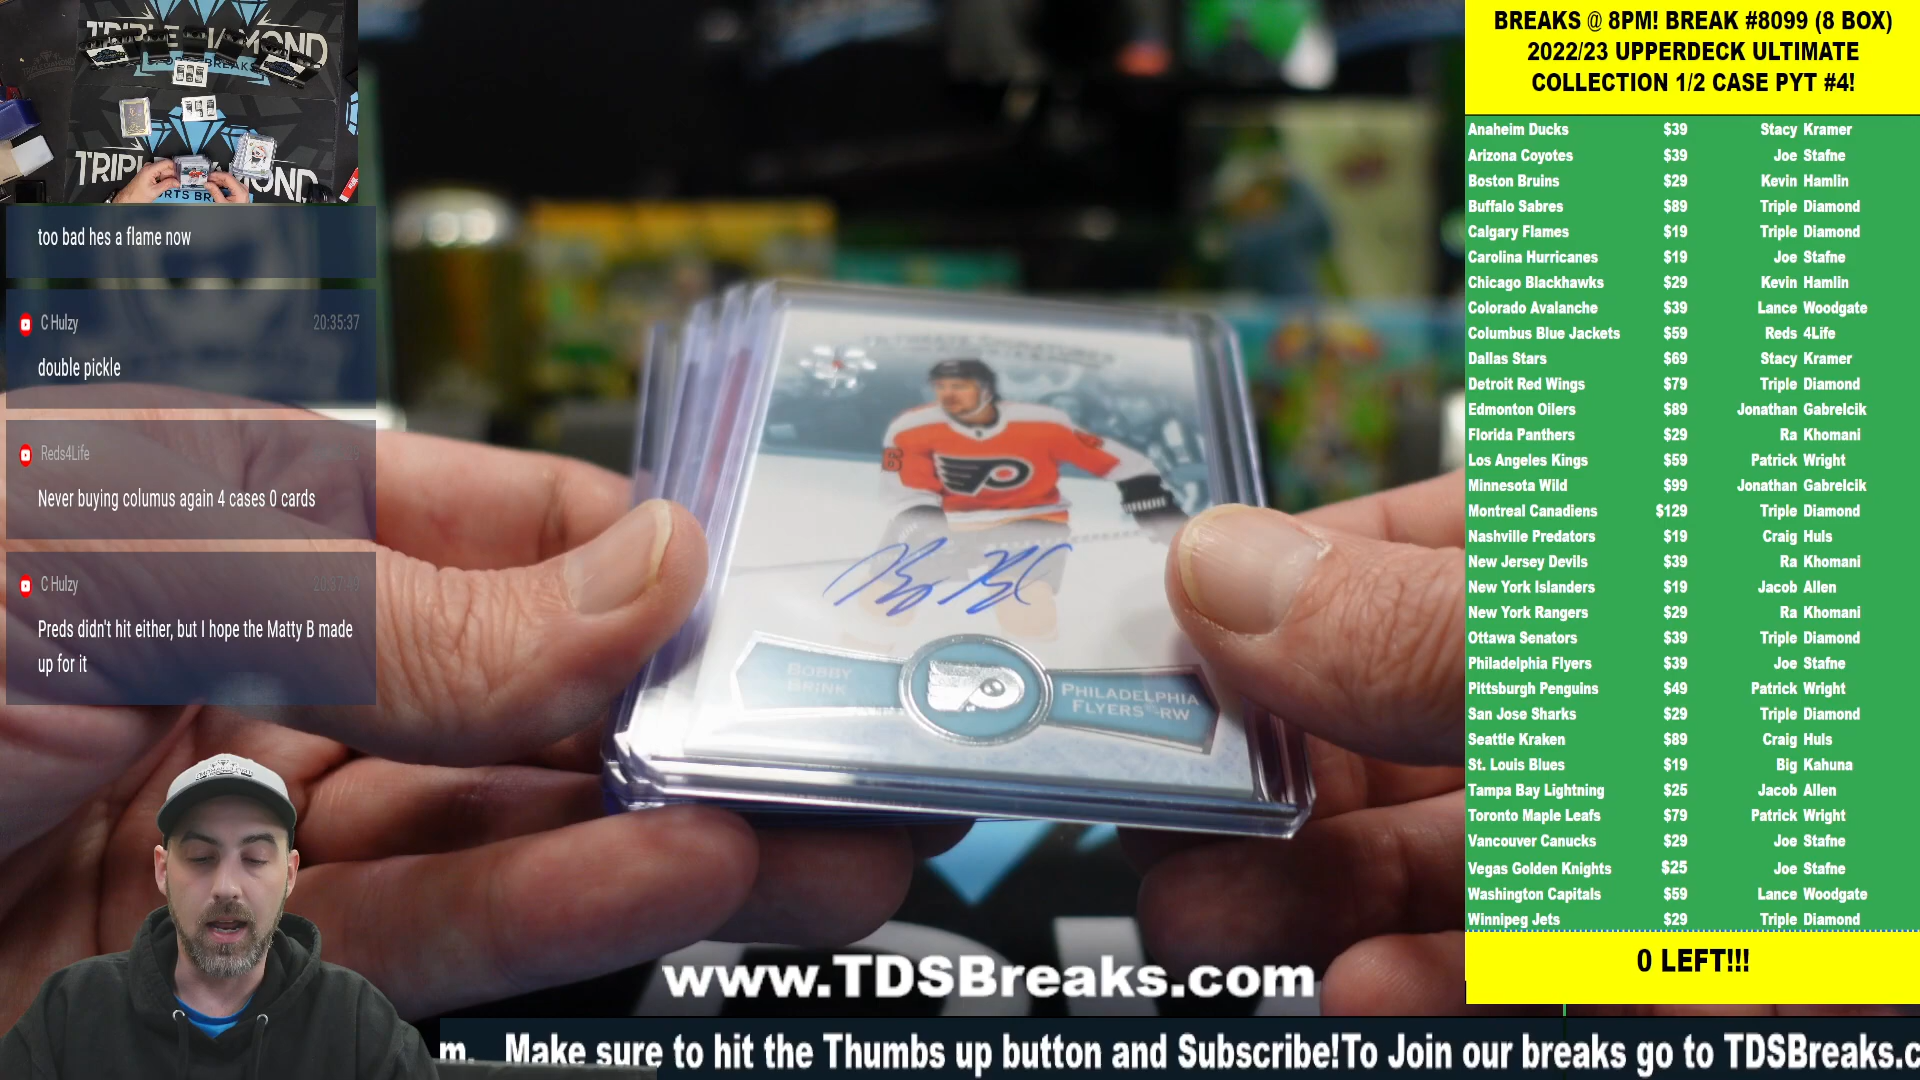 TRIPLE DIAMOND
SPORTS BREAKS
too bad hes a flame now
C Hulzy 20:35:37
double pickle
Reds4Life
Never buying columus again 4 cases 0 cards
C Hulzy
Preds didn't hit either, but I hope the Matty B made
up for it
ULTIMATE SIGNATURES
BOBBY
BRINK
PHILADELPHIA
FLYERS®-RW
www.TDSBreaks.com
m. Make sure to hit the Thumbs up button and Subscribe!To Join our breaks go to TDSBreaks.c
BREAKS @ 8PM! BREAK #8099 (8 BOX)
2022/23 UPPERDECK ULTIMATE
COLLECTION 1/2 CASE PYT #4!
Anaheim Ducks $39 Stacy Kramer
Arizona Coyotes $39 Joe Stafne
Boston Bruins $29 Kevin Hamlin
Buffalo Sabres $89 Triple Diamond
Calgary Flames $19 Triple Diamond
Carolina Hurricanes $19 Joe Stafne
Chicago Blackhawks $29 Kevin Hamlin
Colorado Avalanche $39 Lance Woodgate
Columbus Blue Jackets $59 Reds 4Life
Dallas Stars $69 Stacy Kramer
Detroit Red Wings $79 Triple Diamond
Edmonton Oilers $89 Jonathan Gabrelcik
Florida Panthers $29 Ra Khomani
Los Angeles Kings $59 Patrick Wright
Minnesota Wild $99 Jonathan Gabrelcik
Montreal Canadiens $129 Triple Diamond
Nashville Predators $19 Craig Huls
New Jersey Devils $39 Ra Khomani
New York Islanders $19 Jacob Allen
New York Rangers $29 Ra Khomani
Ottawa Senators $39 Triple Diamond
Philadelphia Flyers $39 Joe Stafne
Pittsburgh Penguins $49 Patrick Wright
San Jose Sharks $29 Triple Diamond
Seattle Kraken $89 Craig Huls
St. Louis Blues $19 Big Kahuna
Tampa Bay Lightning $25 Jacob Allen
Toronto Maple Leafs $79 Patrick Wright
Vancouver Canucks $29 Joe Stafne
Vegas Golden Knights $25 Joe Stafne
Washington Capitals $59 Lance Woodgate
Winnipeg Jets $29 Triple Diamond
0 LEFT!!!